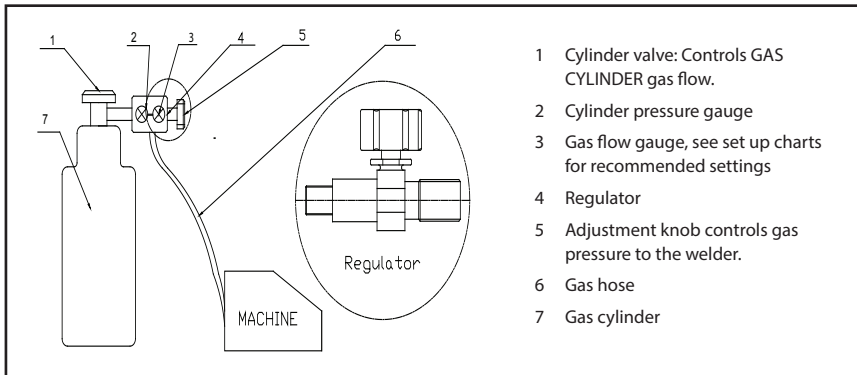 1 2 3 4 5 6
7
MACHINE
Regulator
1 Cylinder valve: Controls GAS
CYLINDER gas flow.
2 Cylinder pressure gauge
3 Gas flow gauge, see set up charts
for recommended settings
4 Regulator
5 Adjustment knob controls gas
pressure to the welder.
6 Gas hose
7 Gas cylinder